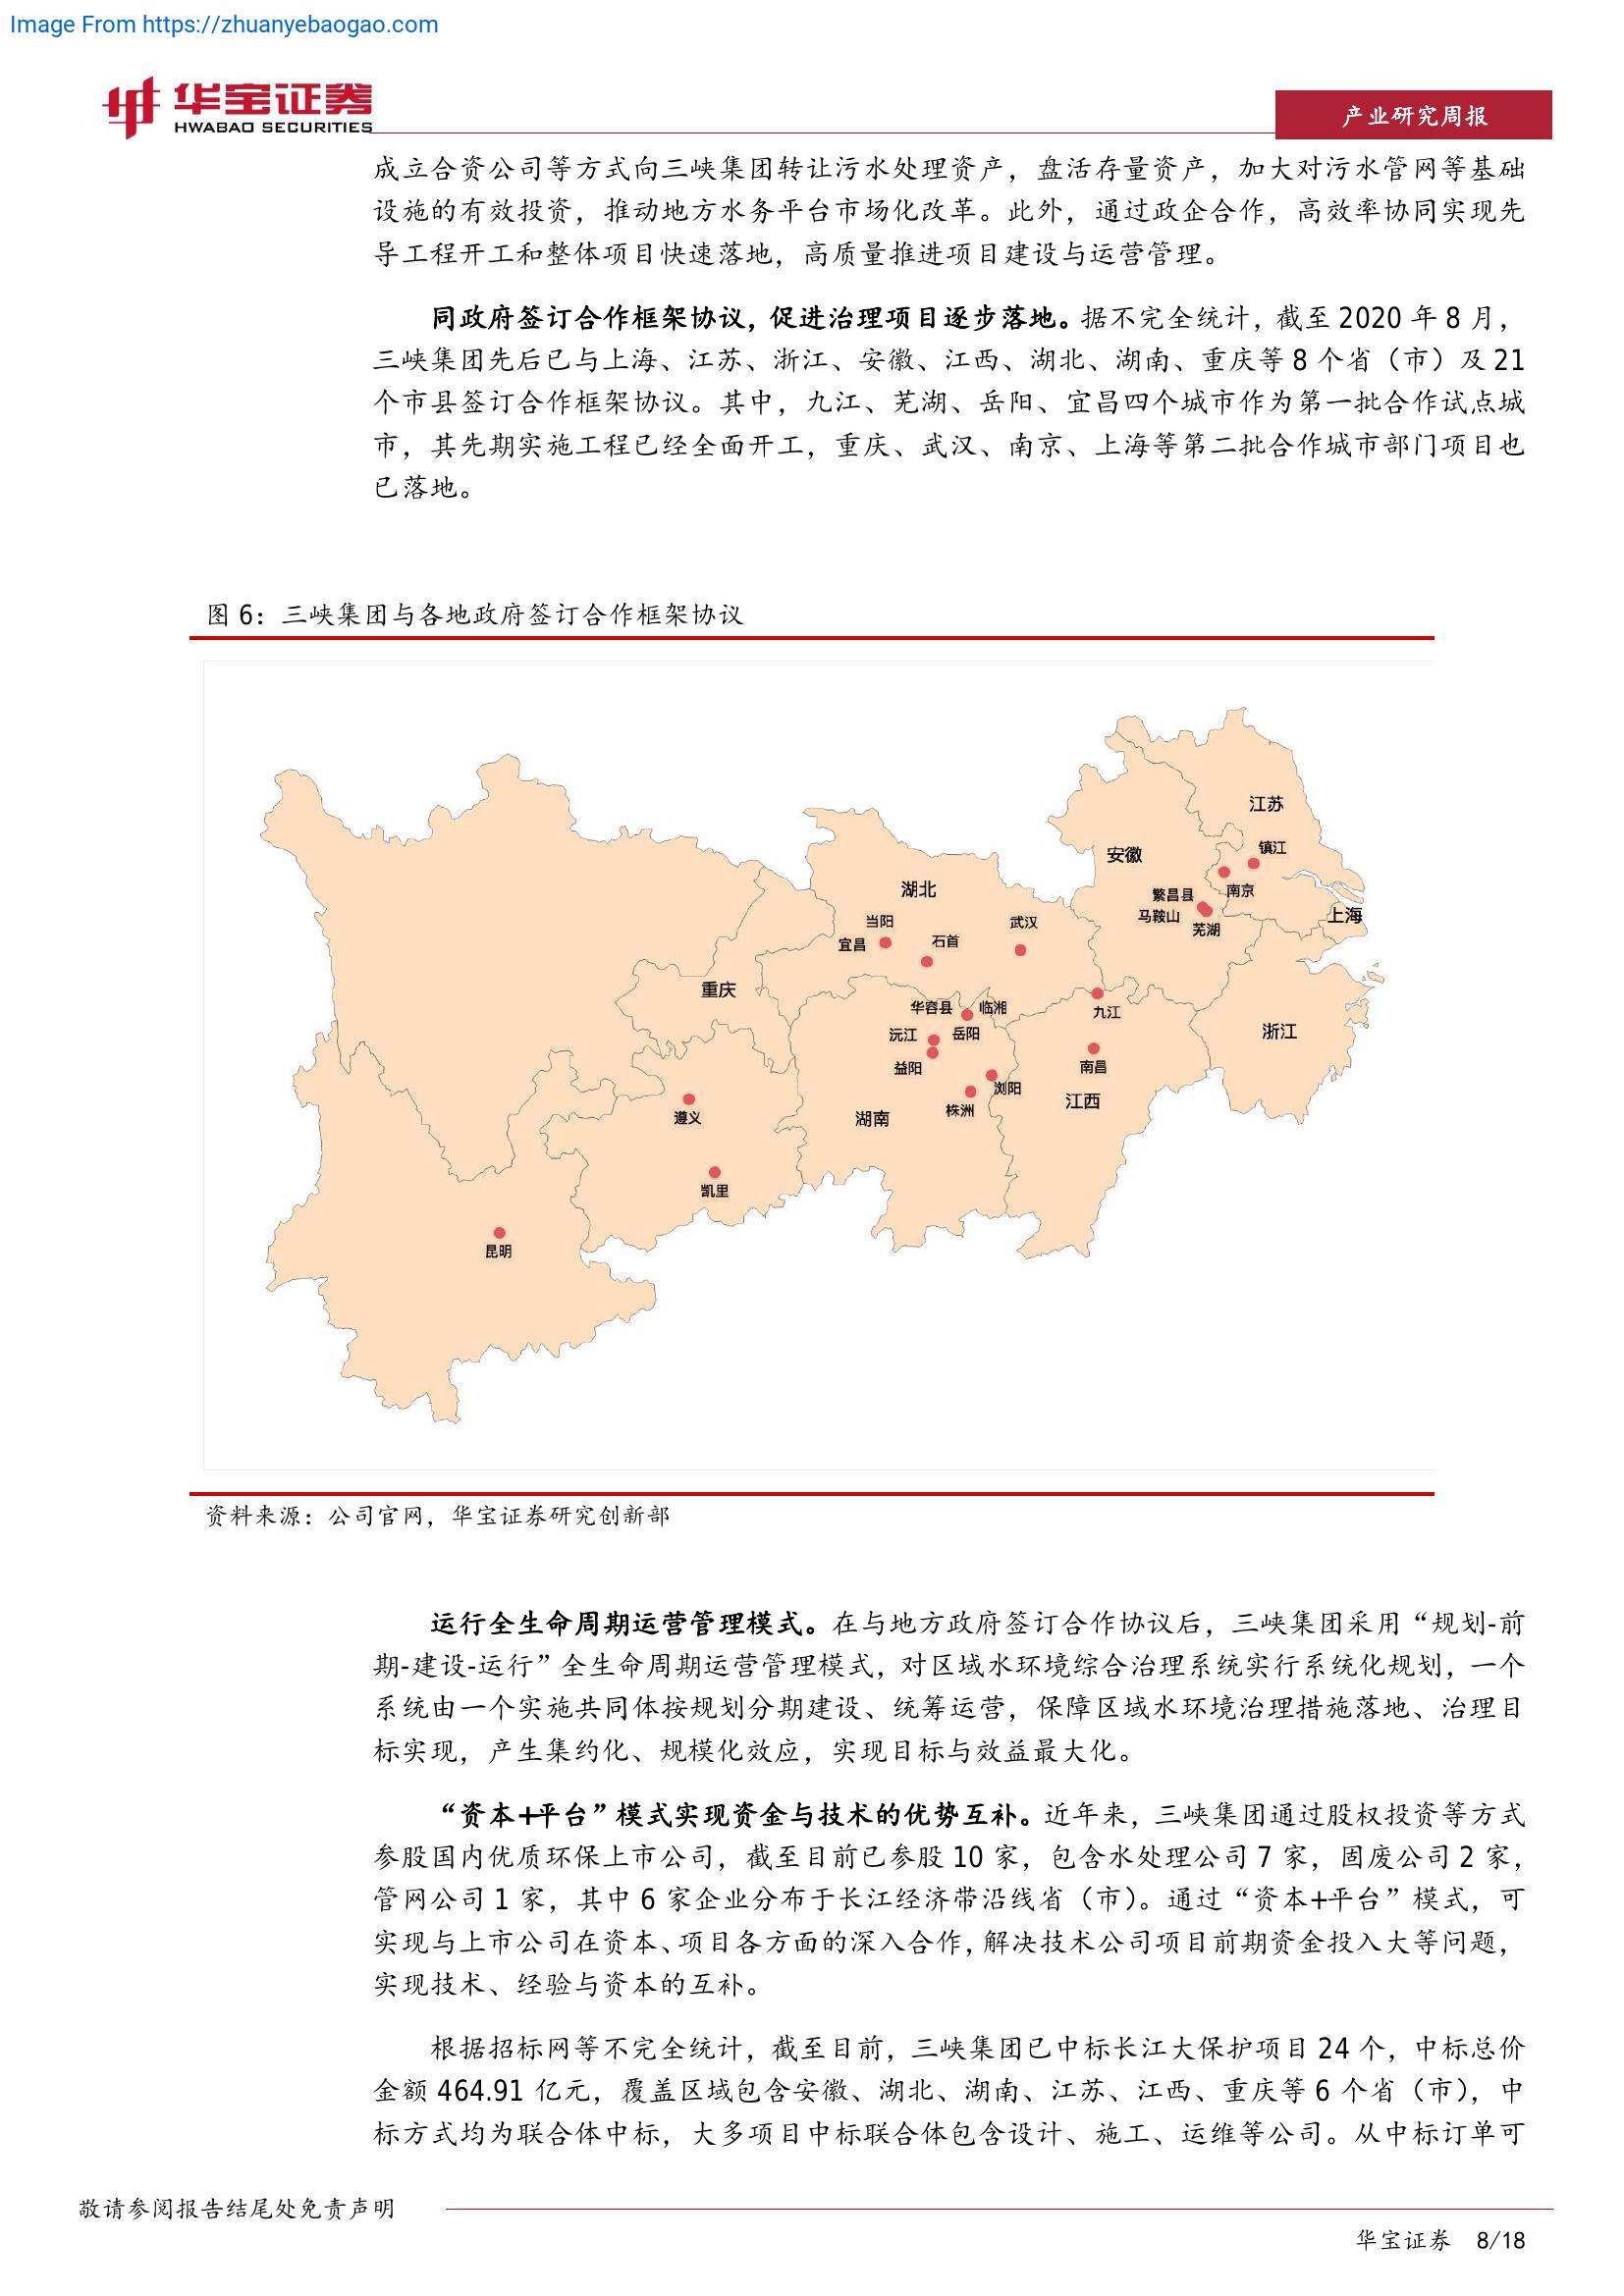 Image From https://zhuanyebaogao.com
华宝证券
HWABAO SECURITIES
产业研究周报
成立合资公司等方式向三峡集团转让污水处理资产，盘活存量资产，加大对污水管网等基础
设施的有效投资，推动地方水务平台市场化改革。此外，通过政企合作，高效率协同实现先
导工程开工和整体项目快速落地，高质量推进项目建设与运营管理。
同政府签订合作框架协议，促进治理项目逐步落地。据不完全统计，截至 2020 年 8 月，
三峡集团先后已与上海、江苏、浙江、安徽、江西、湖北、湖南、重庆等 8 个省（市）及 21
个市县签订合作框架协议。其中，九江、芜湖、岳阳、宜昌四个城市作为第一批合作试点城
市，其先期实施工程已经全面开工，重庆、武汉、南京、上海等第二批合作城市部门项目也
已落地。
图 6：三峡集团与各地政府签订合作框架协议
江苏
镇江
安徽
南京
繁昌县
马鞍山
芜湖
上海
湖北
当阳
武汉
宜昌
石首
重庆
华容县
临湘
九江
沅江
岳阳
浙江
益阳
南昌
浏阳
江西
株洲
湖南
遵义
凯里
昆明
资料来源：公司官网，华宝证券研究创新部
运行全生命周期运营管理模式。在与地方政府签订合作协议后，三峡集团采用“规划-前
期-建设-运行”全生命周期运营管理模式，对区域水环境综合治理系统实行系统化规划，一个
系统由一个实施共同体按规划分期建设、统筹运营，保障区域水环境治理措施落地、治理目
标实现，产生集约化、规模化效应，实现目标与效益最大化。
“资本+平台”模式实现资金与技术的优势互补。近年来，三峡集团通过股权投资等方式
参股国内优质环保上市公司，截至目前已参股 10 家，包含水处理公司 7 家，固废公司 2 家，
管网公司 1 家，其中 6 家企业分布于长江经济带沿线省（市）。通过“资本+平台”模式，可
实现与上市公司在资本、项目各方面的深入合作，解决技术公司项目前期资金投入大等问题，
实现技术、经验与资本的互补。
根据招标网等不完全统计，截至目前，三峡集团已中标长江大保护项目 24 个，中标总价
金额 464.91 亿元，覆盖区域包含安徽、湖北、湖南、江苏、江西、重庆等 6 个省（市），中
标方式均为联合体中标，大多项目中标联合体包含设计、施工、运维等公司。从中标订单可
敬请参阅报告结尾处免责声明
华宝证券 8/18